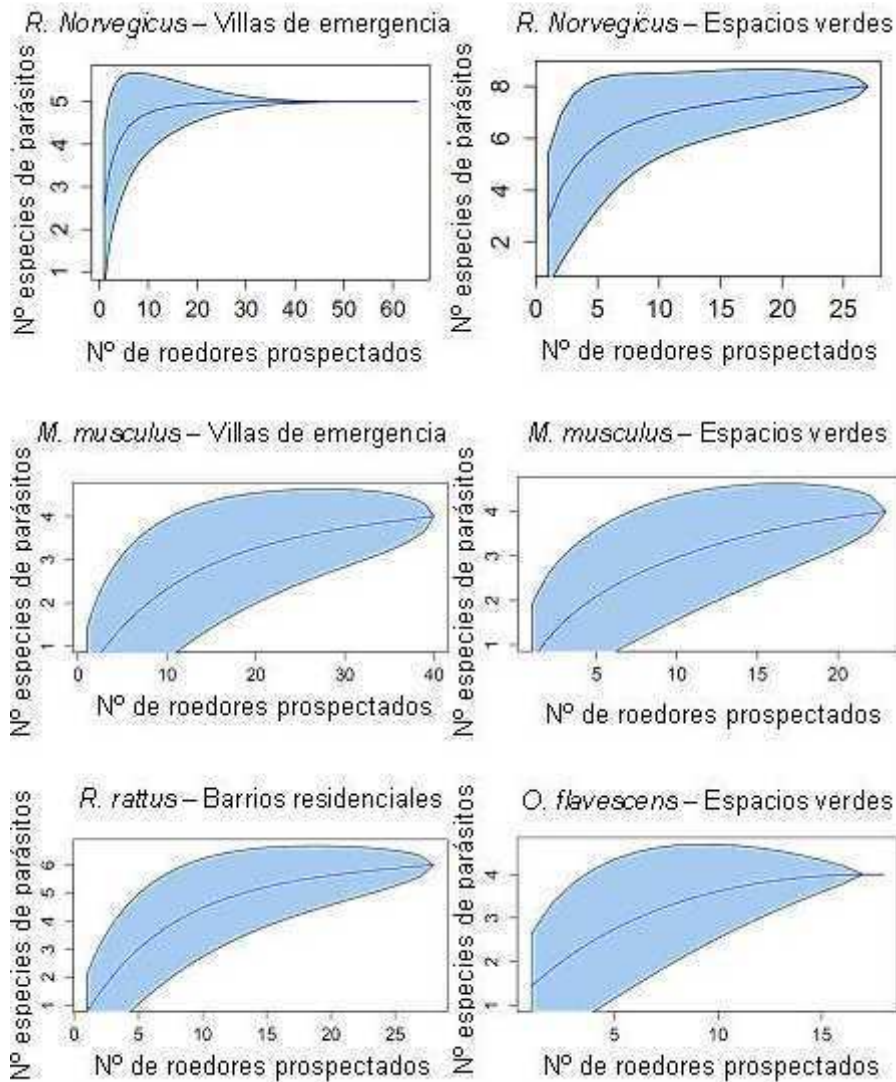 R. Norvegicus – Villas de emergencia
Nº especies de parásitos
5
4
3
2
1
0 10 20 30 40 50 60
Nº de roedores prospectados
R. Norvegicus – Espacios verdes
Nº especies de parásitos
8
6
4
2
0 5 10 15 20 25
Nº de roedores prospectados
M. musculus – Villas de emergencia
Nº especies de parásitos
4
3
2
1
0 10 20 30 40
Nº de roedores prospectados
M. musculus – Espacios verdes
Nº especies de parásitos
4
3
2
1
5 10 15 20
Nº de roedores prospectados
R. rattus – Barrios residenciales
Nº especies de parásitos
6
5
4
3
2
1
0 5 10 15 20 25
Nº de roedores prospectados
O. flavescens – Espacios verdes
Nº especies de parásitos
4
3
2
1
5 10 15
Nº de roedores prospectados